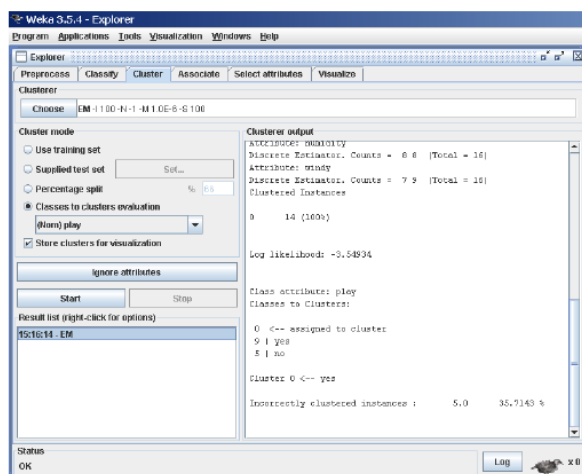 Weka 3.5.4 - Explorer
Program Applications Tools Visualization Windows Help
Explorer
Preprocess Classify Cluster Associate Select attributes Visualize
Clusterer
Choose EM -I 100 -N -1 -M 1.0E-6 -S 100
Cluster mode
Use training set
Supplied test set Set...
Percentage split % 66
Classes to clusters evaluation
(Nom) play
Store clusters for visualization
Ignore attributes
Start Stop
Result list (right-click for options)
15:16:14 - EM
Clusterer output
Attribute: humidity
Discrete Estimator. Counts = 8 8 (Total = 16)
Attribute: windy
Discrete Estimator. Counts = 7 9 (Total = 16)
Clustered Instances
0 14 (100%)
Log likelihood: -3.54934
Class attribute: play
Classes to Clusters:
0 <-- assigned to cluster
9 | yes
5 | no
Cluster 0 <-- yes
Incorrectly clustered instances : 5.0 35.7143 %
Status
OK
Log x 0